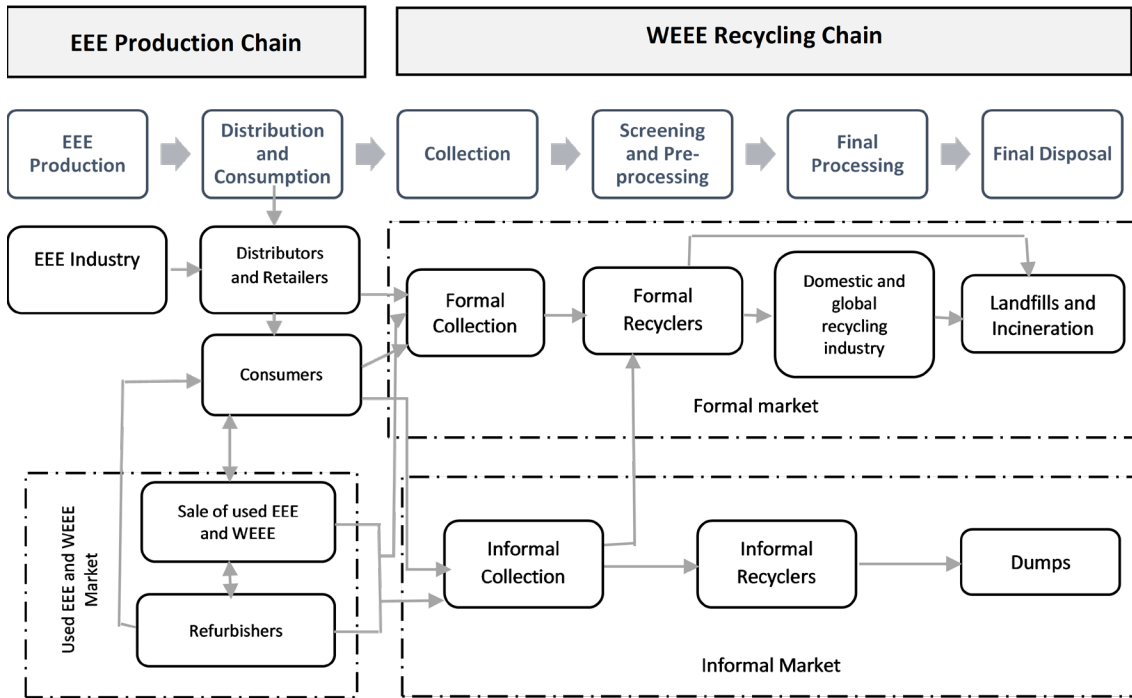 EEE Production Chain
WEEE Recycling Chain
EEE
Production
Distribution
and
Consumption
Collection
Screening
and Pre-
processing
Final
Processing
Final Disposal
EEE Industry
Distributors
and Retailers
Formal
Collection
Formal
Recyclers
Domestic and
global
recycling
industry
Landfills and
Incineration
Consumers
Formal market
Used EEE and WEEE
Market
Sale of used EEE
and WEEE
Refurbishers
Informal
Collection
Informal
Recyclers
Dumps
Informal Market